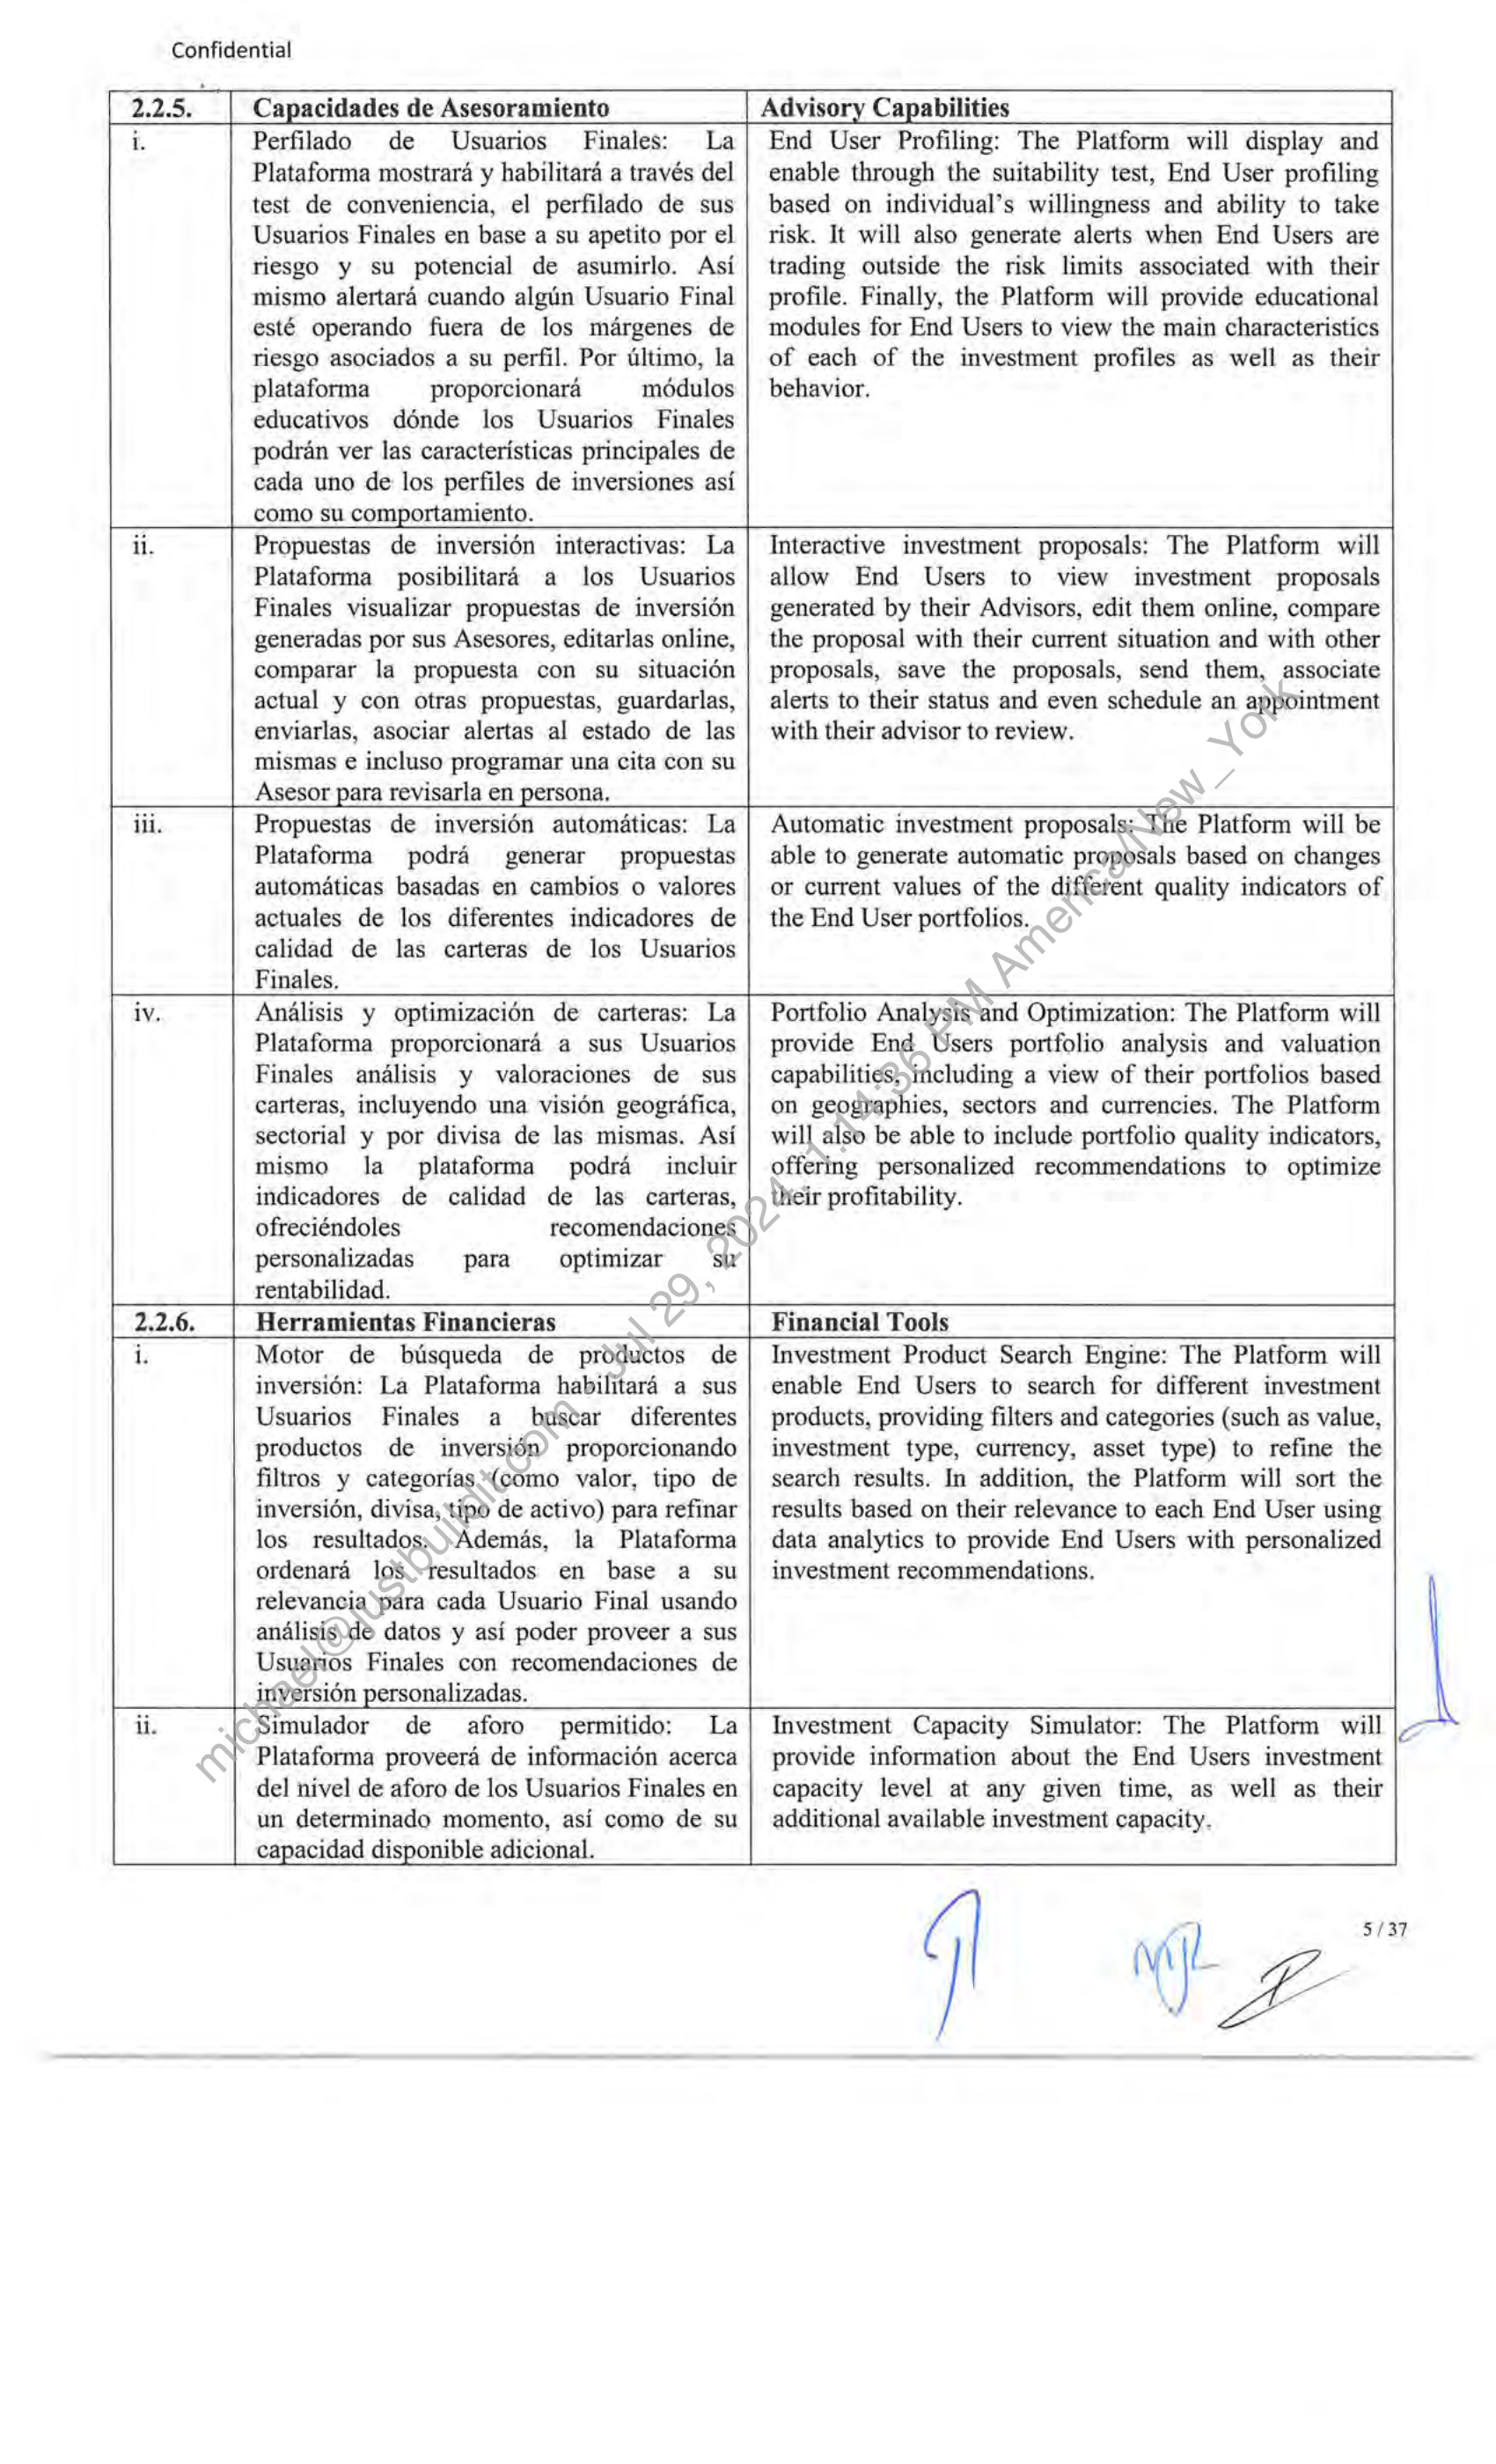 Confidential
2.2.5.
Capacidades de Asesoramiento
Advisory Capabilities
i.
Perfilado de Usuarios Finales: La
Plataforma mostrará y habilitará a través del
test de conveniencia, el perfilado de sus
Usuarios Finales en base a su apetito por el
riesgo y su potencial de asumirlo. Así
mismo alertará cuando algún Usuario Final
esté operando fuera de los márgenes de
riesgo asociados a su perfil. Por último, la
plataforma proporcionará módulos
educativos dónde los Usuarios Finales
podrán ver las características principales de
cada uno de los perfiles de inversiones así
como su comportamiento.
End User Profiling: The Platform will display and
enable through the suitability test, End User profiling
based on individual's willingness and ability to take
risk. It will also generate alerts when End Users are
trading outside the risk limits associated with their
profile. Finally, the Platform will provide educational
modules for End Users to view the main characteristics
of each of the investment profiles as well as their
behavior.
ii.
Propuestas de inversión interactivas: La
Plataforma posibilitará a los Usuarios
Finales visualizar propuestas de inversión
generadas por sus Asesores, editarlas online,
comparar la propuesta con su situación
actual y con otras propuestas, guardarlas,
enviarlas, asociar alertas al estado de las
mismas e incluso programar una cita con su
Asesor para revisarla en persona.
Interactive investment proposals: The Platform will
allow End Users to view investment proposals
generated by their Advisors, edit them online, compare
the proposal with their current situation and with other
proposals, save the proposals, send them, associate
alerts to their status and even schedule an appointment
with their advisor to review.
iii.
Propuestas de inversión automáticas: La
Plataforma podrá generar propuestas
automáticas basadas en cambios o valores
actuales de los diferentes indicadores de
calidad de las carteras de los Usuarios
Finales.
Automatic investment proposals: The Platform will be
able to generate automatic proposals based on changes
or current values of the different quality indicators of
the End User portfolios.
iv.
Análisis y optimización de carteras: La
Plataforma proporcionará a sus Usuarios
Finales análisis y valoraciones de sus
carteras, incluyendo una visión geográfica,
sectorial y por divisa de las mismas. Así
mismo la plataforma podrá incluir
indicadores de calidad de las carteras,
ofreciéndoles recomendaciones
personalizadas para optimizar su
rentabilidad.
Portfolio Analysis and Optimization: The Platform will
provide End Users portfolio analysis and valuation
capabilities, including a view of their portfolios based
on geographies, sectors and currencies. The Platform
will also be able to include portfolio quality indicators,
offering personalized recommendations to optimize
their profitability.
2.2.6.
Herramientas Financieras
Financial Tools
i.
Motor de búsqueda de productos de
inversión: La Plataforma habilitará a sus
Usuarios Finales a buscar diferentes
productos de inversión proporcionando
filtros y categorías (como valor, tipo de
inversión, divisa, tipo de activo) para refinar
los resultados. Además, la Plataforma
ordenará los resultados en base a su
relevancia para cada Usuario Final usando
análisis de datos y así poder proveer a sus
Usuarios Finales con recomendaciones de
inversión personalizadas.
Investment Product Search Engine: The Platform will
enable End Users to search for different investment
products, providing filters and categories (such as value,
investment type, currency, asset type) to refine the
search results. In addition, the Platform will sort the
results based on their relevance to each End User using
data analytics to provide End Users with personalized
investment recommendations.
ii.
Simulador de aforo permitido: La
Plataforma proveerá de información acerca
del nivel de aforo de los Usuarios Finales en
un determinado momento, así como de su
capacidad disponible adicional.
Investment Capacity Simulator: The Platform will
provide information about the End Users investment
capacity level at any given time, as well as their
additional available investment capacity.
michael@justbuildit.com - Jul 29, 2024, 1:14:36 PM America/New_York
5 / 37